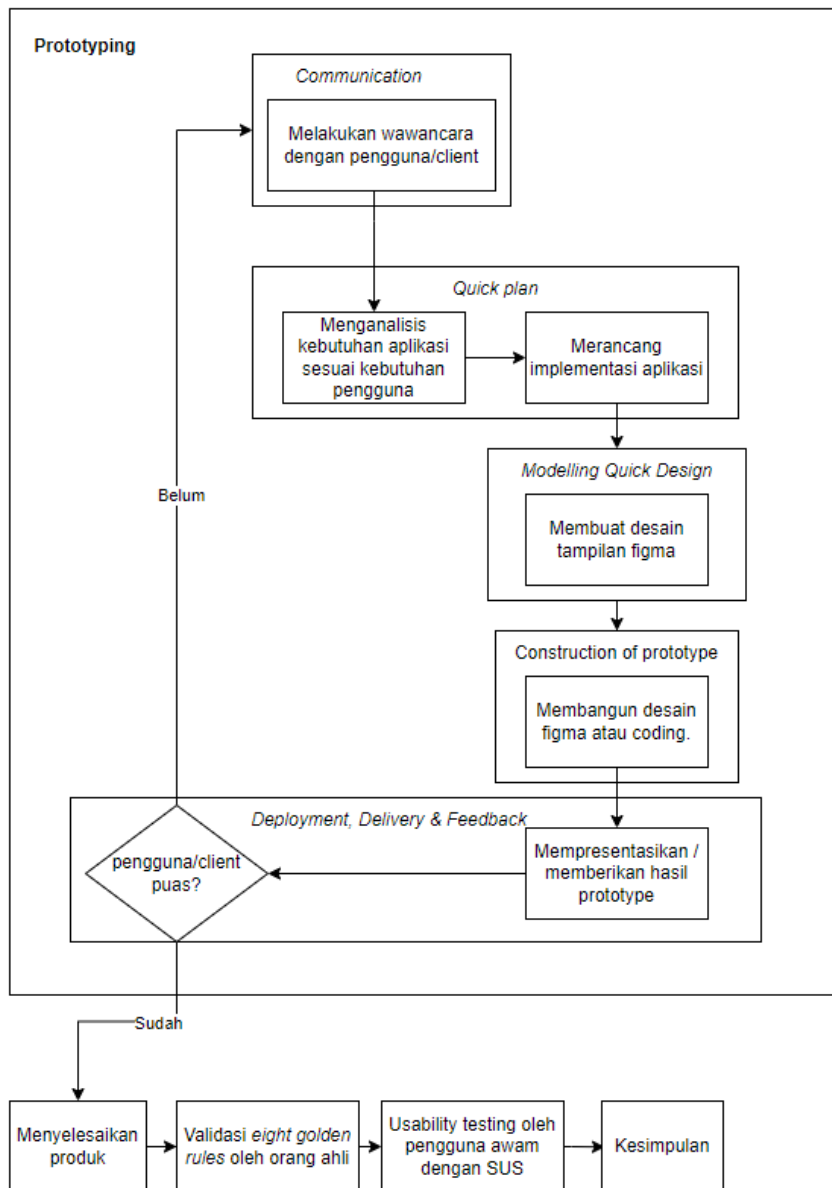 Prototyping
Communication
Melakukan wawancara
dengan pengguna/client
Quick plan
Menganalisis
kebutuhan aplikasi
sesuai kebutuhan
pengguna
Merancang
implementasi aplikasi
Modelling Quick Design
Membuat desain
tampilan figma
Belum
Construction of prototype
Membangun desain
figma atau coding.
Deployment, Delivery & Feedback
Mempresentasikan /
memberikan hasil
prototype
pengguna/client
puas?
Sudah
Menyelesaikan
produk
Validasi eight golden
rules oleh orang ahli
Usability testing oleh
pengguna awam
dengan SUS
Kesimpulan